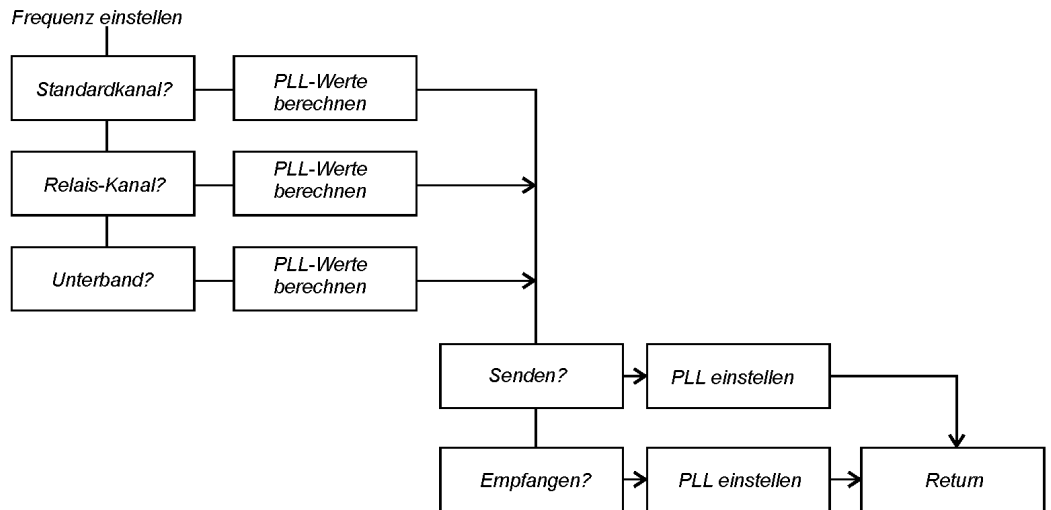 Frequenz einstellen
Standardkanal?
PLL-Werte
berechnen
Relais-Kanal?
PLL-Werte
berechnen
Unterband?
PLL-Werte
berechnen
Senden?
PLL einstellen
Empfangen?
PLL einstellen
Return